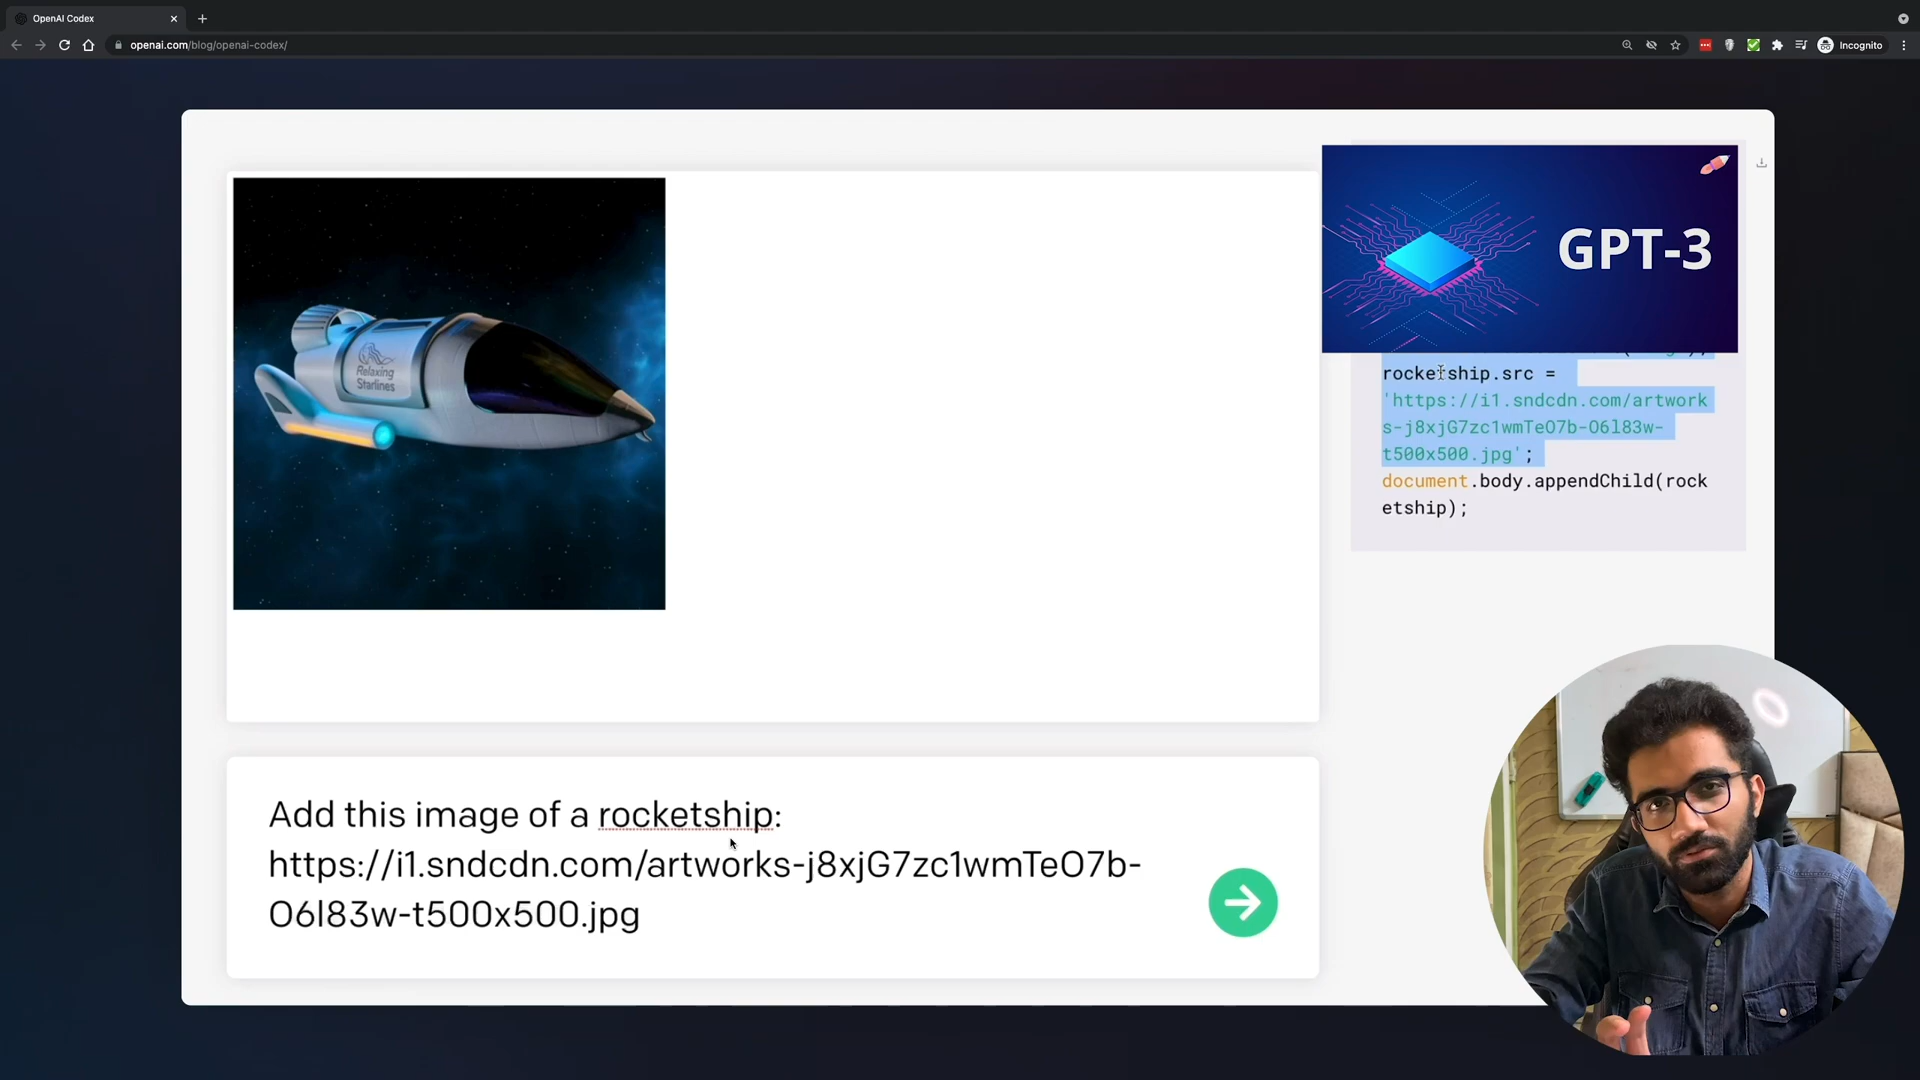 OpenAI Codex
openai.com/blog/openai-codex/
Incognito
Relaxing
Starlines
GPT-3
rocketship.src =
'https://i1.sndcdn.com/artwork
s-j8xjG7zc1wmTeO7b-O6l83w-
t500x500.jpg';
document.body.appendChild(rock
etship);
Add this image of a rocketship:
https://i1.sndcdn.com/artworks-j8xjG7zc1wmTeO7b-
O6l83w-t500x500.jpg